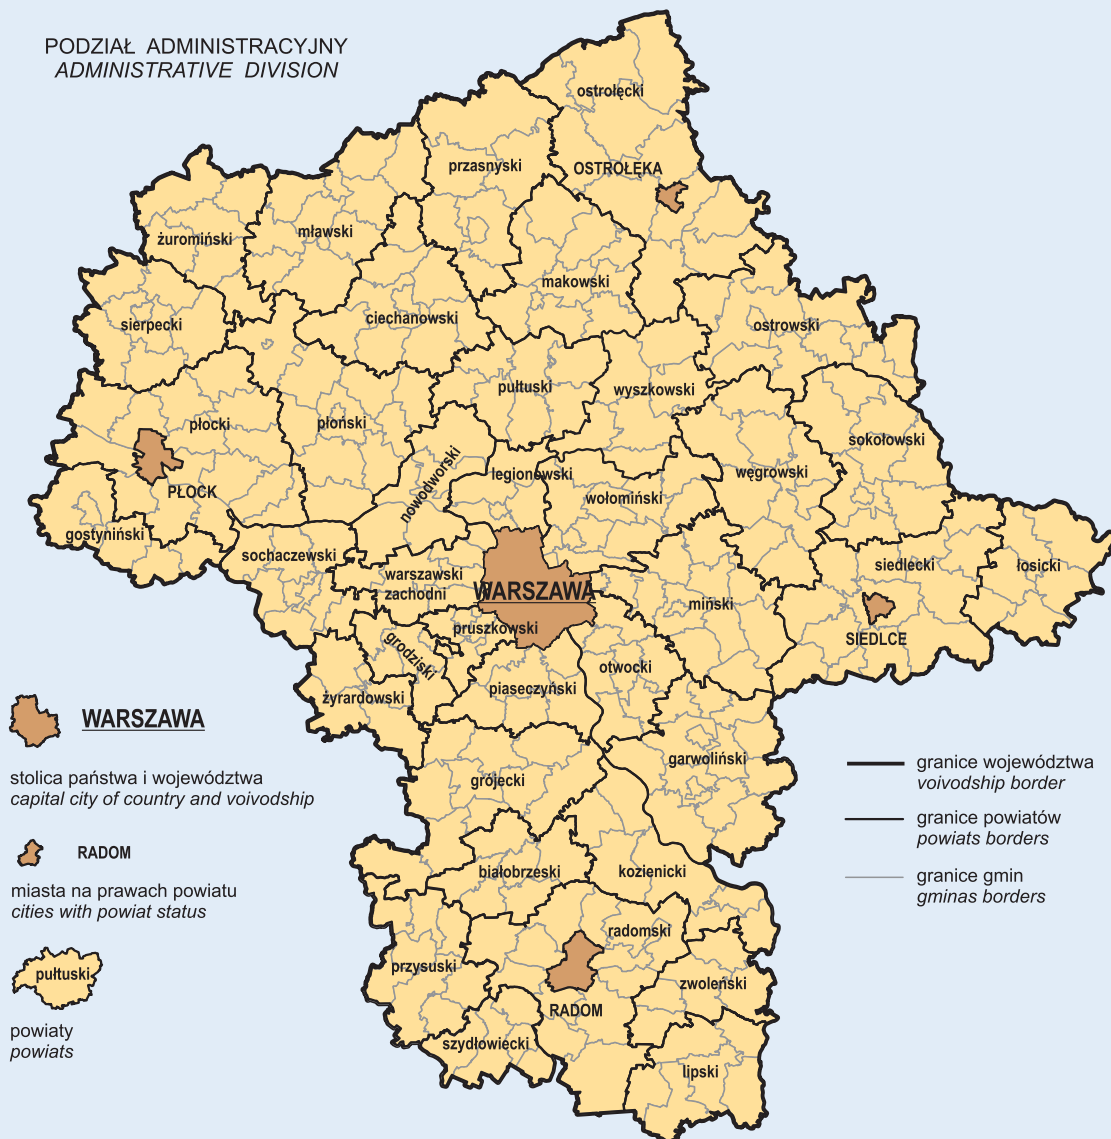 PODZIAŁ ADMINISTRACYJNY
ADMINISTRATIVE DIVISION
ostrołęcki
przasnyski
OSTROŁĘKA
żuromiński
mławski
makowski
sierpecki
ciechanowski
ostrowski
pułtuski
wyszkowski
płocki
płoński
sokołowski
nowodworski
legionowski
węgrowski
PŁOCK
wołomiński
gostyniński
sochaczewski
siedlecki
łosicki
warszawski
zachodni
WARSZAWA
miński
pruszkowski
SIEDLCE
grodziski
otwocki
żyrardowski
piaseczyński
garwoliński
grójecki
białobrzeski
kozienicki
radomski
przysuski
zwoleński
RADOM
szydłowiecki
lipski
WARSZAWA
stolica państwa i województwa
capital city of country and voivodship
RADOM
miasta na prawach powiatu
cities with powiat status
pułtuski
powiaty
powiats
granice województwa
voivodship border
granice powiatów
powiats borders
granice gmin
gminas borders